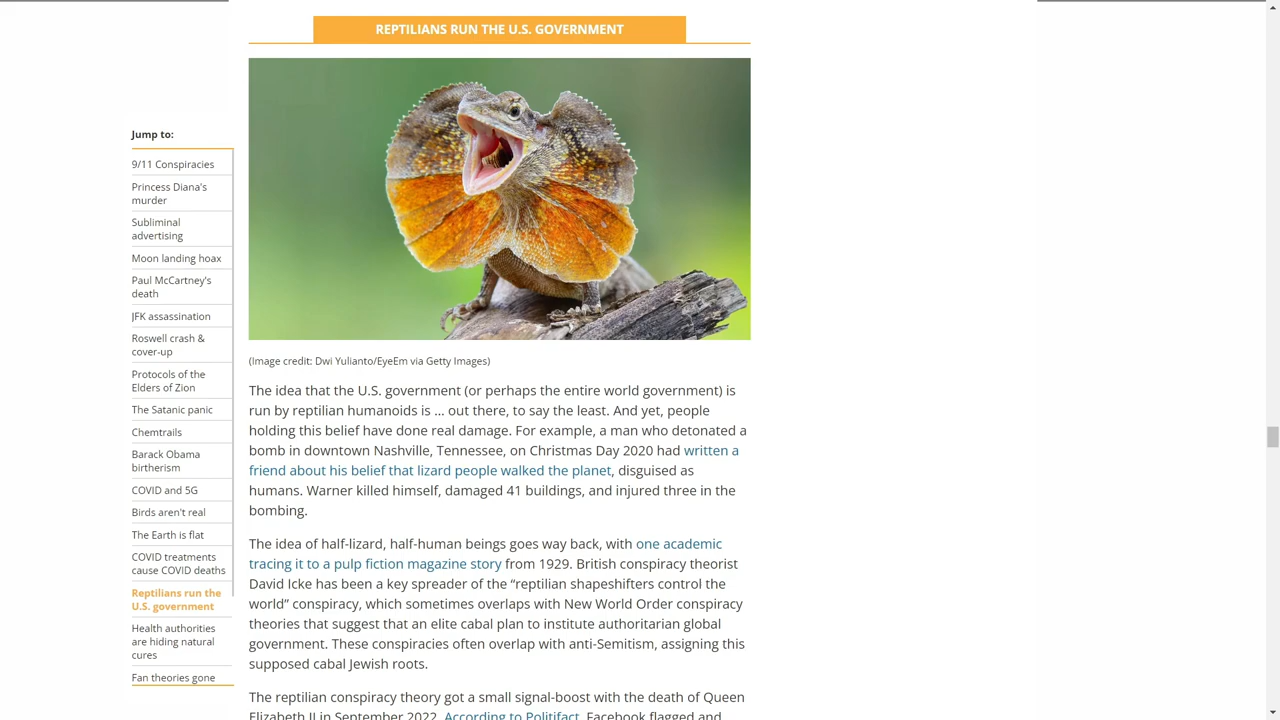 REPTILIANS RUN THE U.S. GOVERNMENT
Jump to:
9/11 Conspiracies
Princess Diana's
murder
Subliminal
advertising
Moon landing hoax
Paul McCartney's
death
JFK assassination
Roswell crash &
cover-up
Protocols of the
Elders of Zion
The Satanic panic
Chemtrails
Barack Obama
birtherism
COVID and 5G
Birds aren't real
The Earth is flat
COVID treatments
cause COVID deaths
Reptilians run the
U.S. government
Health authorities
are hiding natural
cures
Fan theories gone
(Image credit: Dwi Yulianto/EyeEm via Getty Images)
The idea that the U.S. government (or perhaps the entire world government) is
run by reptilian humanoids is ... out there, to say the least. And yet, people
holding this belief have done real damage. For example, a man who detonated a
bomb in downtown Nashville, Tennessee, on Christmas Day 2020 had written a
friend about his belief that lizard people walked the planet, disguised as
humans. Warner killed himself, damaged 41 buildings, and injured three in the
bombing.
The idea of half-lizard, half-human beings goes way back, with one academic
tracing it to a pulp fiction magazine story from 1929. British conspiracy theorist
David Icke has been a key spreader of the “reptilian shapeshifters control the
world” conspiracy, which sometimes overlaps with New World Order conspiracy
theories that suggest that an elite cabal plan to institute authoritarian global
government. These conspiracies often overlap with anti-Semitism, assigning this
supposed cabal Jewish roots.
The reptilian conspiracy theory got a small signal-boost with the death of Queen
Elizabeth II in September 2022. According to Politifact, Facebook flagged and